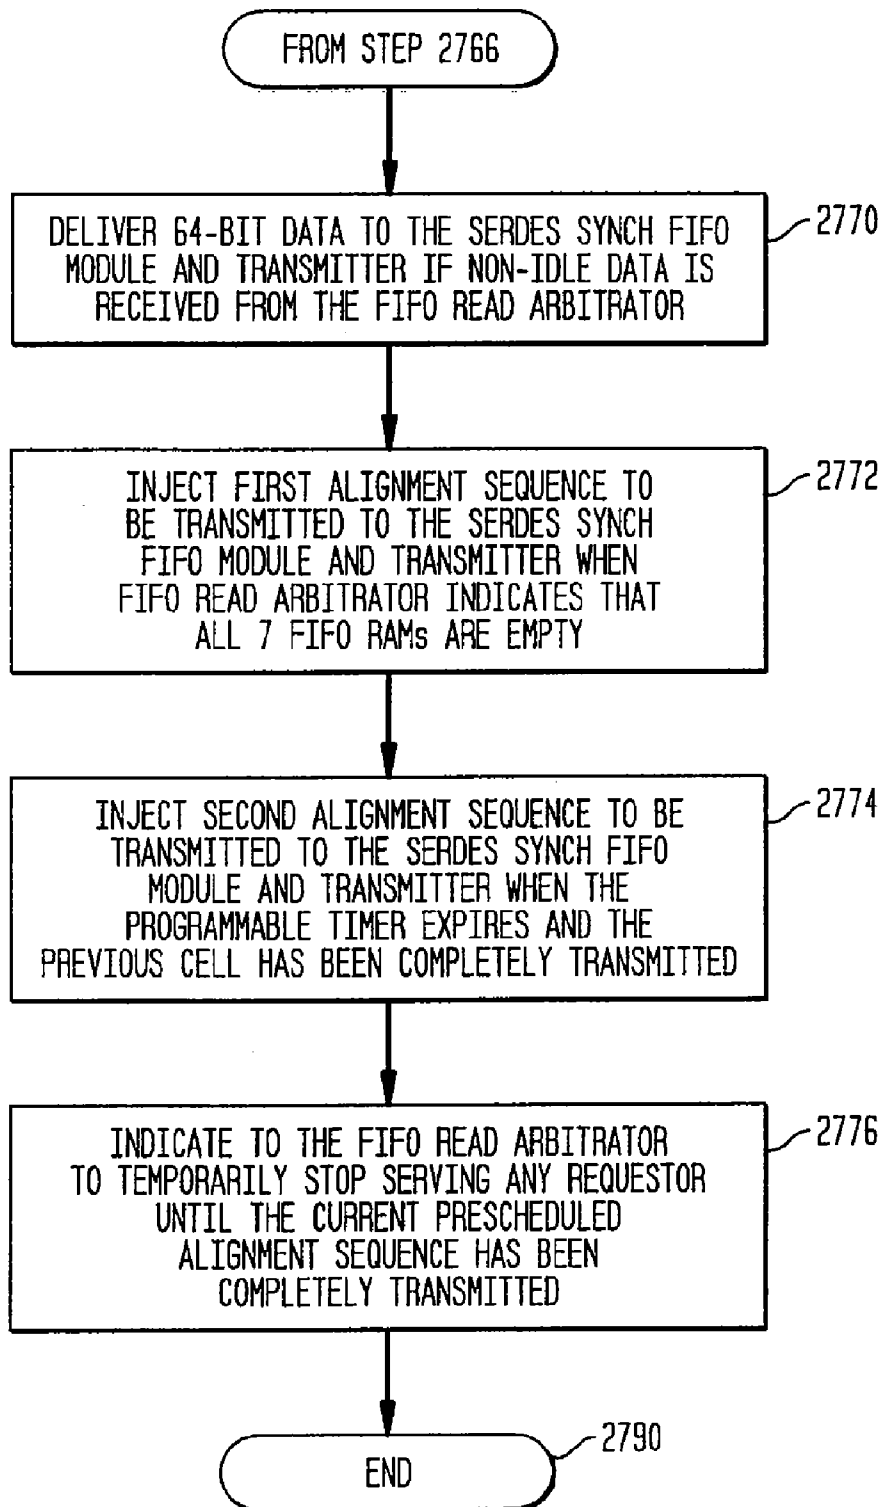 FROM STEP 2766
DELIVER 64-BIT DATA TO THE SERDES SYNCH FIFO
MODULE AND TRANSMITTER IF NON-IDLE DATA IS
RECEIVED FROM THE FIFO READ ARBITRATOR
2770
INJECT FIRST ALIGNMENT SEQUENCE TO
BE TRANSMITTED TO THE SERDES SYNCH
FIFO MODULE AND TRANSMITTER WHEN
FIFO READ ARBITRATOR INDICATES THAT
ALL 7 FIFO RAMs ARE EMPTY
2772
INJECT SECOND ALIGNMENT SEQUENCE TO BE
TRANSMITTED TO THE SERDES SYNCH FIFO
MODULE AND TRANSMITTER WHEN THE
PROGRAMMABLE TIMER EXPIRES AND THE
PREVIOUS CELL HAS BEEN COMPLETELY TRANSMITTED
2774
INDICATE TO THE FIFO READ ARBITRATOR
TO TEMPORARILY STOP SERVING ANY REQUESTOR
UNTIL THE CURRENT PRESCHEDULED
ALIGNMENT SEQUENCE HAS BEEN
COMPLETELY TRANSMITTED
2776
END
2790